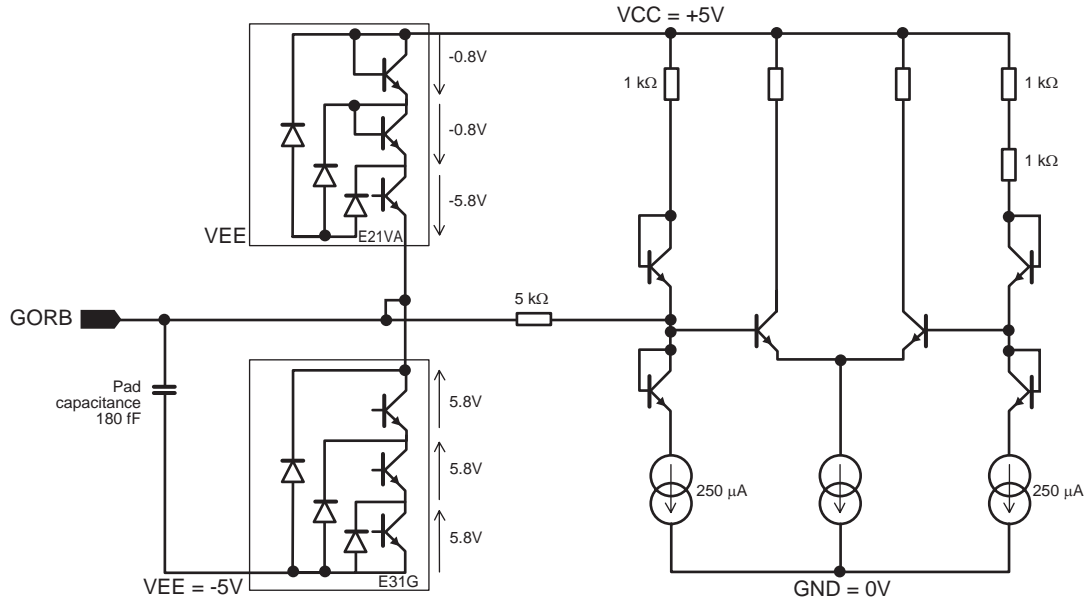 VCC = +5V
-0.8V
1 kΩ
1 kΩ
-0.8V
1 kΩ
-5.8V
VEE
E21VA
5 kΩ
GORB
Pad
capacitance
180 fF
5.8V
5.8V
250 µA
250 µA
5.8V
E31G
VEE = -5V
GND = 0V